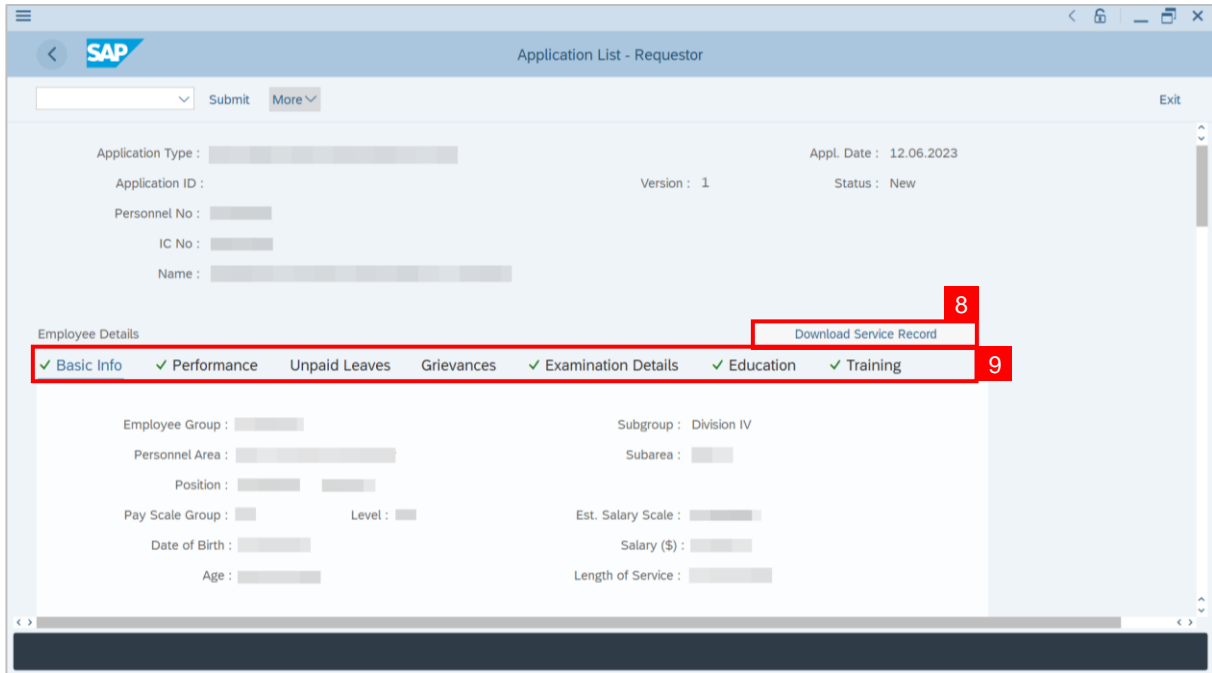 SAP
Application List - Requestor
Submit More Exit
Application Type : Appl. Date : 12.06.2023
Application ID : Version : 1 Status : New
Personnel No :
IC No :
Name :
8
Employee Details Download Service Record
✓ Basic Info ✓ Performance Unpaid Leaves Grievances ✓ Examination Details ✓ Education ✓ Training 9
Employee Group : Subgroup : Division IV
Personnel Area : Subarea :
Position :
Pay Scale Group : Level : Est. Salary Scale :
Date of Birth : Salary ($) :
Age : Length of Service :